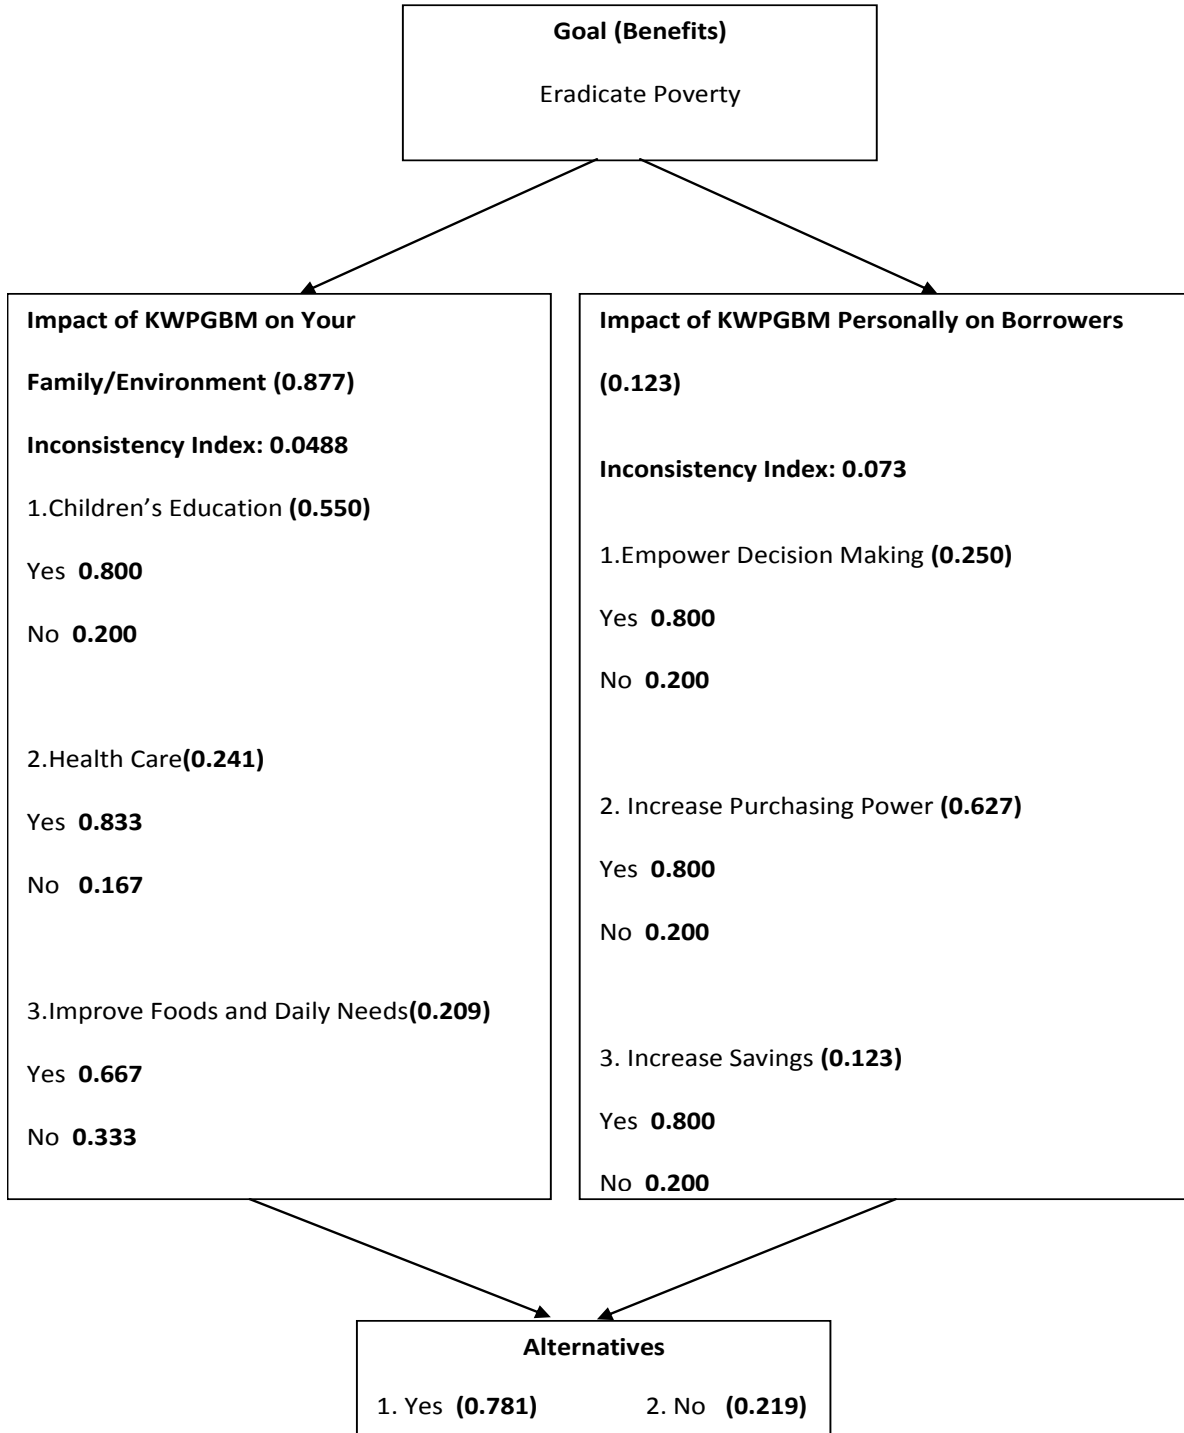 Goal (Benefits)
Eradicate Poverty
Impact of KWPGBM on Your
Family/Environment (0.877)
Inconsistency Index: 0.0488
1.Children’s Education (0.550)
Yes 0.800
No 0.200
2.Health Care(0.241)
Yes 0.833
No 0.167
3.Improve Foods and Daily Needs(0.209)
Yes 0.667
No 0.333
Impact of KWPGBM Personally on Borrowers
(0.123)
Inconsistency Index: 0.073
1.Empower Decision Making (0.250)
Yes 0.800
No 0.200
2. Increase Purchasing Power (0.627)
Yes 0.800
No 0.200
3. Increase Savings (0.123)
Yes 0.800
No 0.200
Alternatives
1. Yes (0.781) 2. No (0.219)